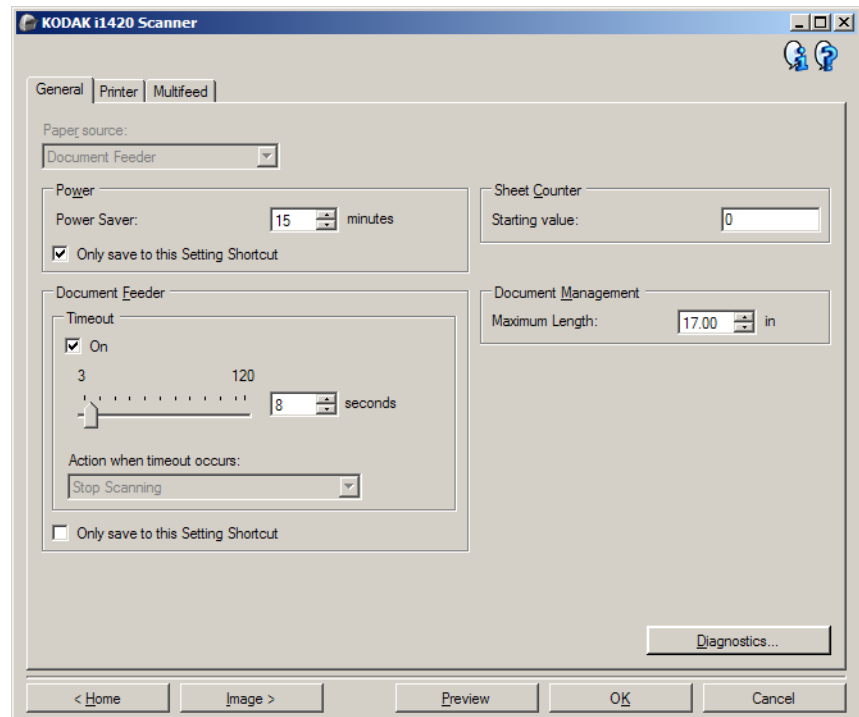 KODAK i1420 Scanner
General Printer Multifeed
Paper source:
Document Feeder
Power
Power Saver: 15 minutes
Only save to this Setting Shortcut
Sheet Counter
Starting value: 0
Document Feeder
Timeout
On
3 120
8 seconds
Action when timeout occurs:
Stop Scanning
Only save to this Setting Shortcut
Document Management
Maximum Length: 17.00 in
Diagnostics...
< Home Image > Preview OK Cancel